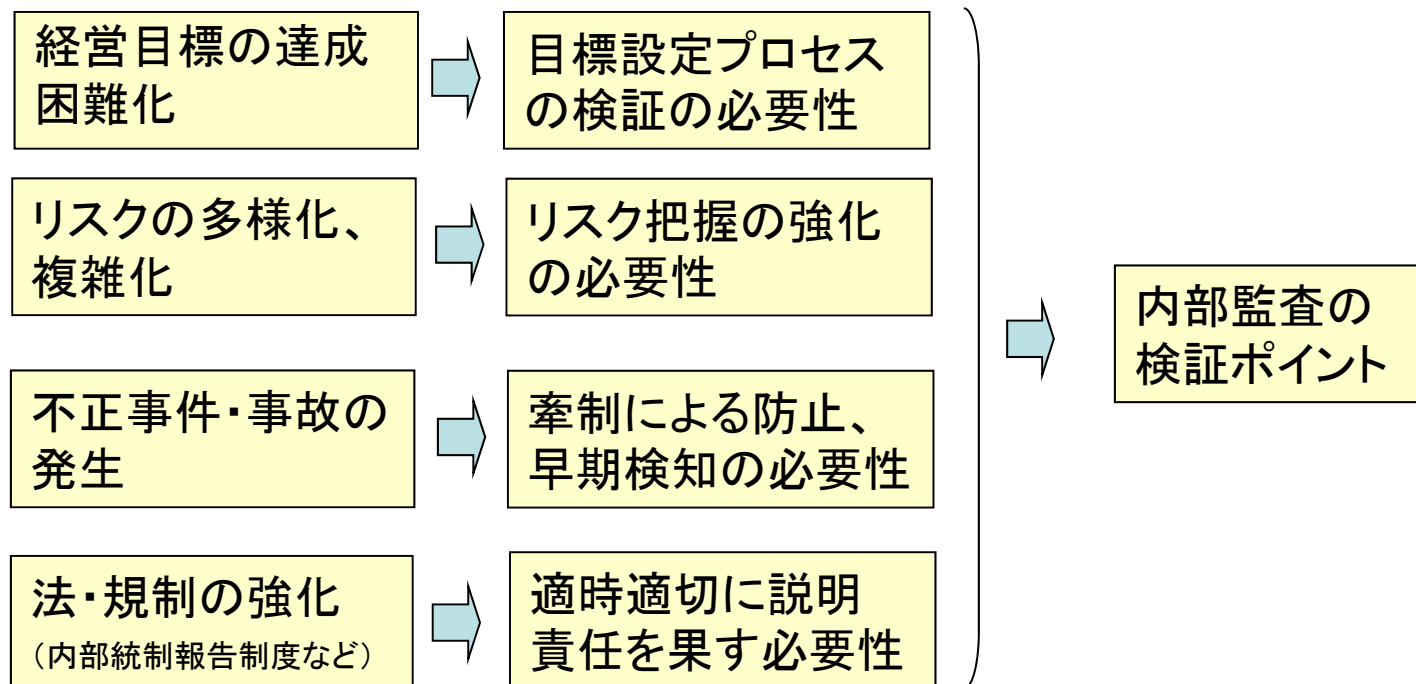 経営目標の達成
困難化
目標設定プロセス
の検証の必要性
リスクの多様化、
複雑化
リスク把握の強化
の必要性
不正事件・事故の
発生
牽制による防止、
早期検知の必要性
法・規制の強化
（内部統制報告制度など）
適時適切に説明
責任を果す必要性
内部監査の
検証ポイント